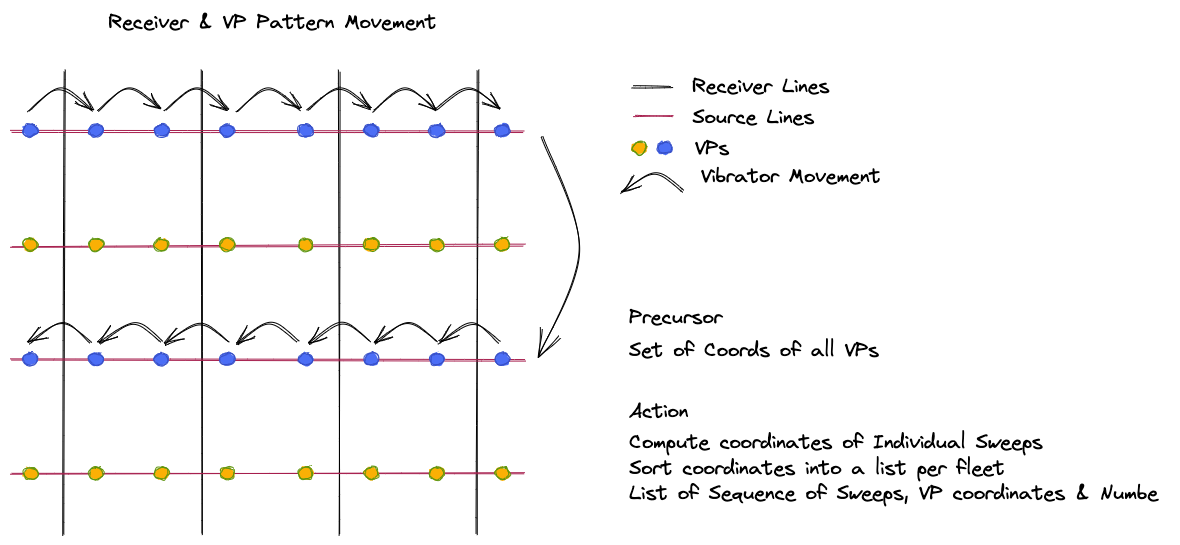 Receiver & VP Pattern Movement
Receiver Lines
Source Lines
VPs
Vibrator Movement
Precursor
Set of Coords of all VPs
Action
Compute coordinates of Individual Sweeps
Sort coordinates into a list per fleet
List of Sequence of Sweeps, VP coordinates & Numbe